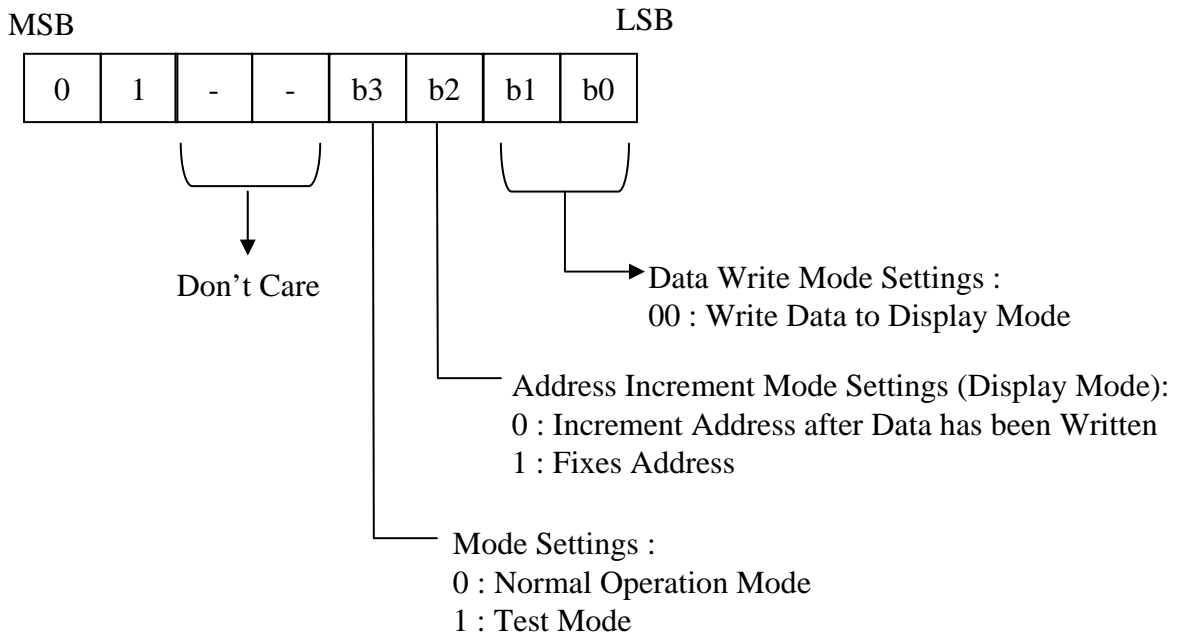 MSB LSB
0 1 - - b3 b2 b1 b0
Don’t Care
Data Write Mode Settings :
00 : Write Data to Display Mode
Address Increment Mode Settings (Display Mode):
0 : Increment Address after Data has been Written
1 : Fixes Address
Mode Settings :
0 : Normal Operation Mode
1 : Test Mode